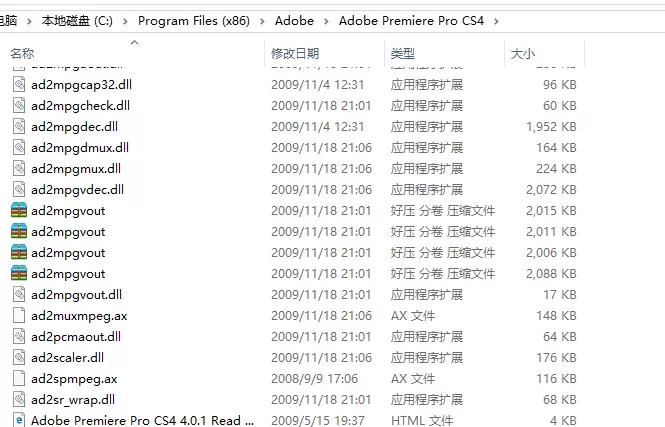 电脑 › 本地磁盘 (C:) › Program Files (x86) › Adobe › Adobe Premiere Pro CS4 ›
名称 修改日期 类型 大小
ad2mpgcap32.dll 2009/11/4 12:31 应用程序扩展 96 KB
ad2mpgcheck.dll 2009/11/18 21:01 应用程序扩展 60 KB
ad2mpgdec.dll 2009/11/4 12:31 应用程序扩展 1,952 KB
ad2mpgdmux.dll 2009/11/18 21:06 应用程序扩展 164 KB
ad2mpgmux.dll 2009/11/18 21:06 应用程序扩展 224 KB
ad2mpgvdec.dll 2009/11/18 21:06 应用程序扩展 2,072 KB
ad2mpgvout 2009/11/18 21:01 好压 分卷 压缩文件 2,015 KB
ad2mpgvout 2009/11/18 21:01 好压 分卷 压缩文件 2,011 KB
ad2mpgvout 2009/11/18 21:01 好压 分卷 压缩文件 2,006 KB
ad2mpgvout 2009/11/18 21:01 好压 分卷 压缩文件 2,088 KB
ad2mpgvout.dll 2009/11/18 21:01 应用程序扩展 17 KB
ad2muxmpeg.ax 2009/11/18 21:06 AX 文件 148 KB
ad2pcmaout.dll 2009/11/18 21:06 应用程序扩展 64 KB
ad2scaler.dll 2009/11/18 21:06 应用程序扩展 176 KB
ad2spmpeg.ax 2008/9/9 17:06 AX 文件 116 KB
ad2sr_wrap.dll 2009/11/18 21:01 应用程序扩展 68 KB
Adobe Premiere Pro CS4 4.0.1 Read ... 2009/5/15 19:37 HTML 文件 4 KB